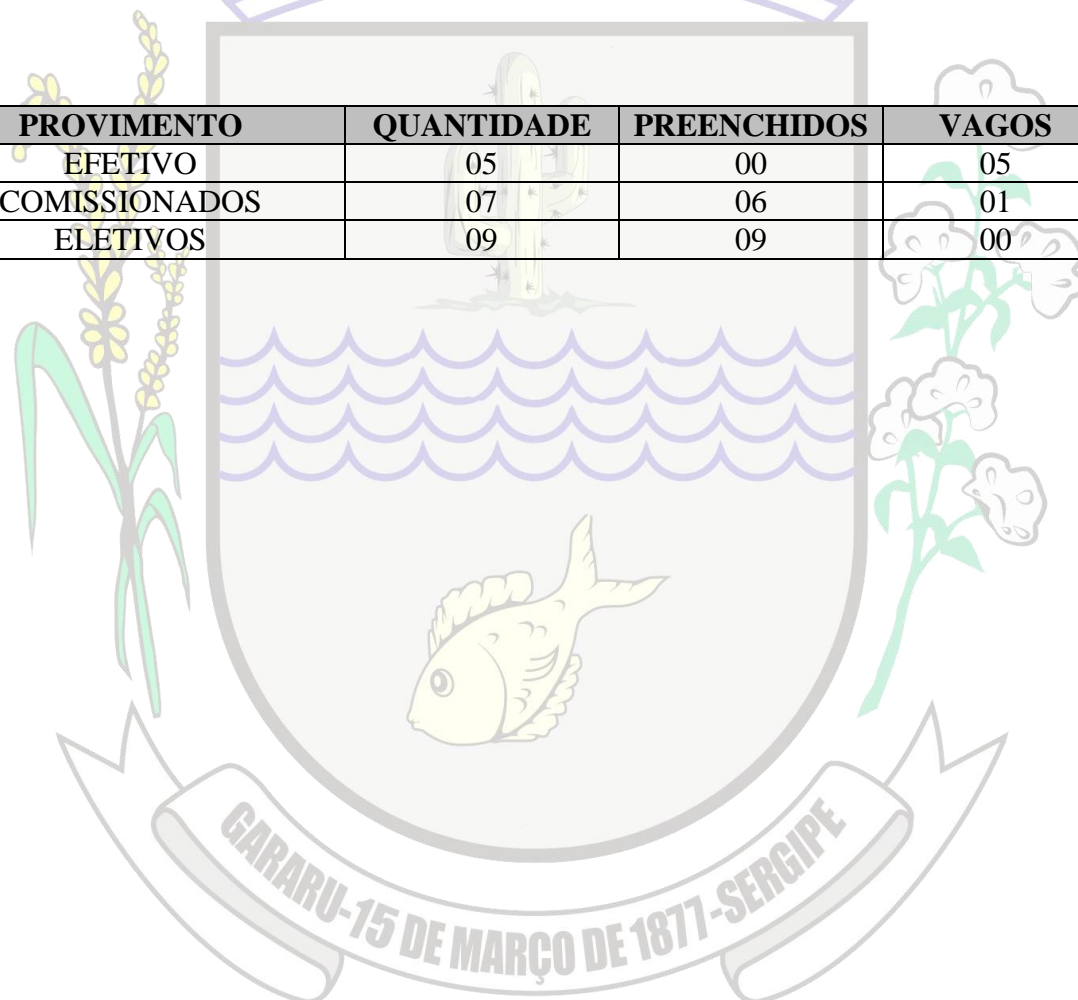 PROVIMENTO QUANTIDADE PREENCHIDOS VAGOS
EFETIVO 05 00 05
COMISSIONADOS 07 06 01
ELETIVOS 09 09 00
GARARU-15 DE MARÇO DE 1877-SERGIPE